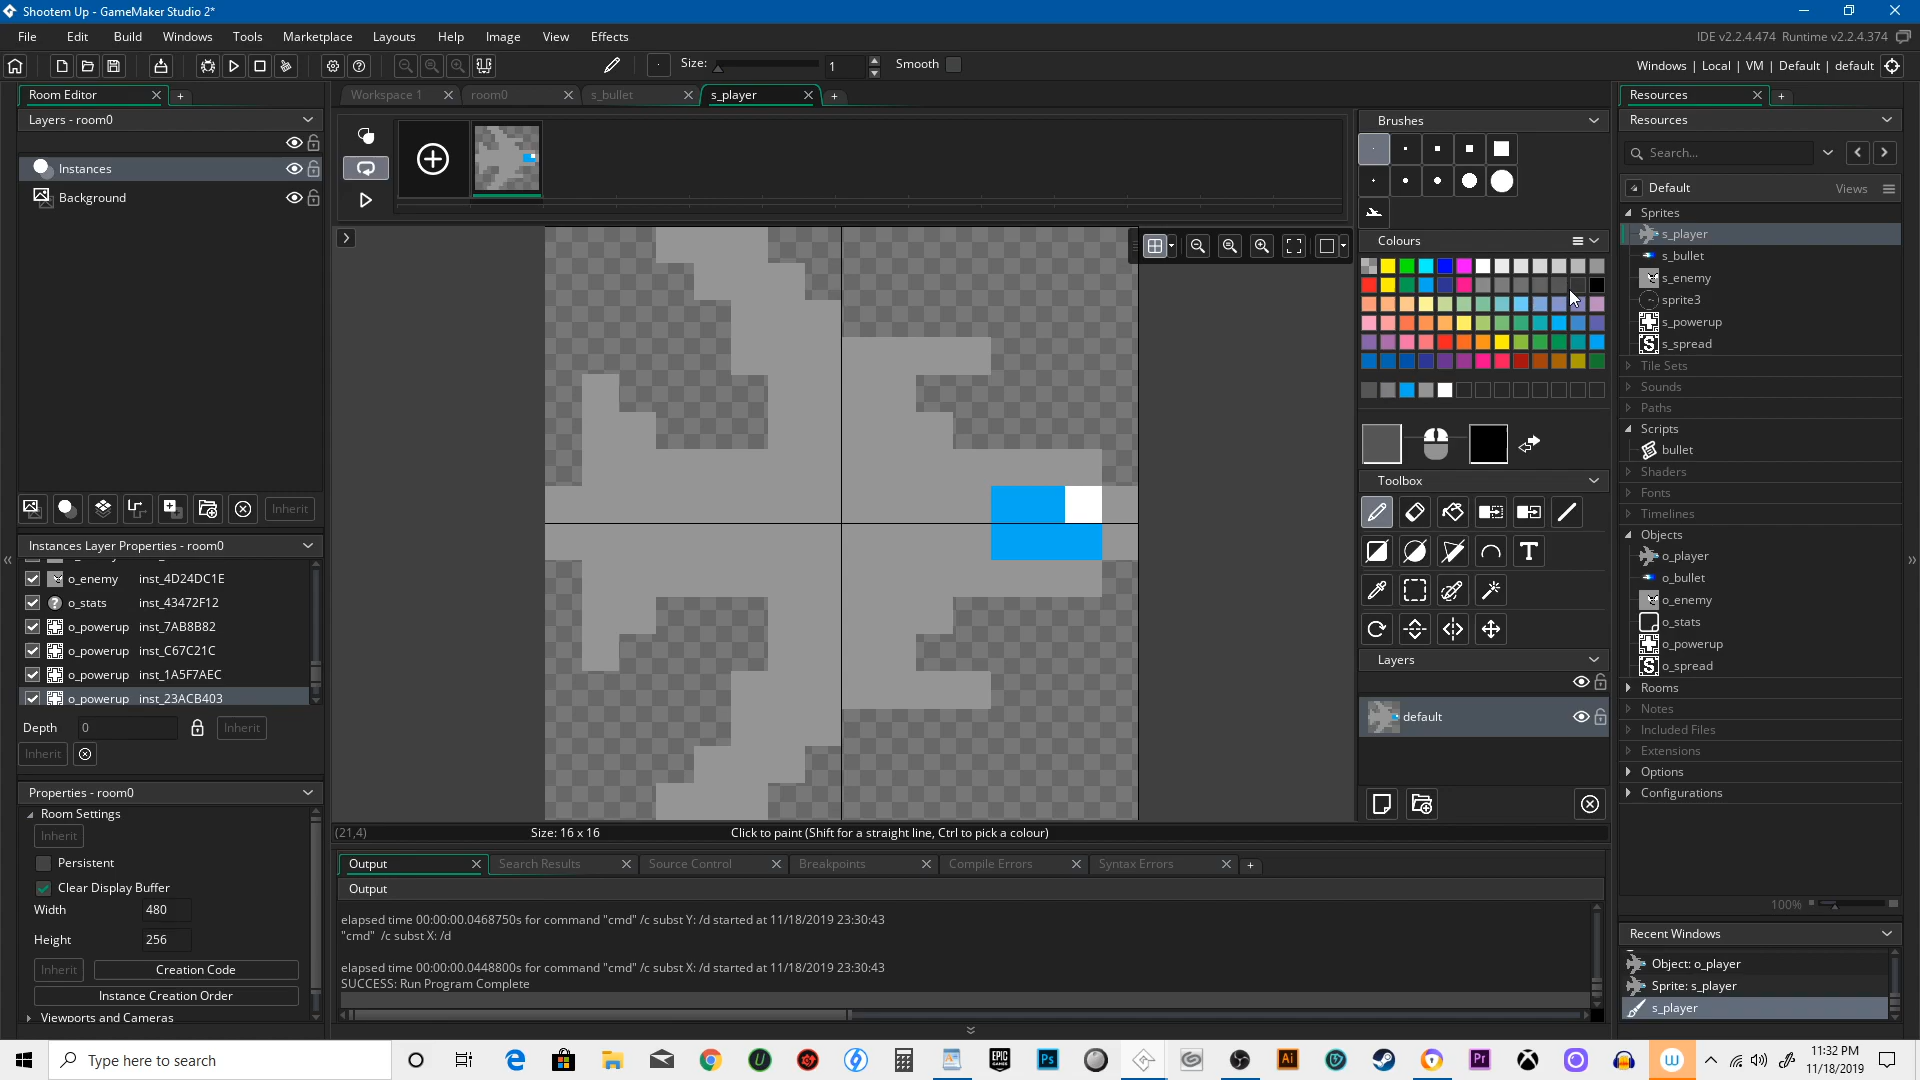 Shootem Up - GameMaker Studio 2*
File Edit Build Windows Tools Marketplace Layouts Help Image View Effects
IDE v2.2.4.474 Runtime v2.2.4.374
Size: 1 Smooth
Windows | Local | VM | Default | default
Room Editor
Workspace 1 room0 s_bullet s_player
Resources
Layers - room0
Brushes
Resources
Instances
Search...
Background
Default Views
Sprites
Colours
s_player
s_bullet
s_enemy
sprite3
s_powerup
s_spread
Tile Sets
Sounds
Paths
Scripts
bullet
Shaders
Toolbox
Fonts
Timelines
Inherit
Objects
Instances Layer Properties - room0
o_player
o_enemy inst_4D24DC1E
o_bullet
o_stats inst_43472F12
o_enemy
o_powerup inst_7AB8B82
o_stats
o_powerup inst_C67C21C
o_powerup
Layers
o_powerup inst_1A5F7AEC
o_spread
o_powerup inst_23ACB403
Rooms
Notes
default
Depth 0 Inherit
Included Files
Inherit
Extensions
Options
Properties - room0
Configurations
Room Settings
Inherit
(21,4) Size: 16 x 16 Click to paint (Shift for a straight line, Ctrl to pick a colour)
Persistent
Output Search Results Source Control Breakpoints Compile Errors Syntax Errors
Clear Display Buffer
Output
Width 480
100%
elapsed time 00:00:00.0468750s for command "cmd" /c subst Y: /d started at 11/18/2019 23:30:43
"cmd" /c subst X: /d
Recent Windows
Height 256
Object: o_player
Inherit Creation Code
elapsed time 00:00:00.0448800s for command "cmd" /c subst X: /d started at 11/18/2019 23:30:43
SUCCESS: Run Program Complete
Sprite: s_player
Instance Creation Order
s_player
Viewports and Cameras
Type here to search
11:32 PM
11/18/2019